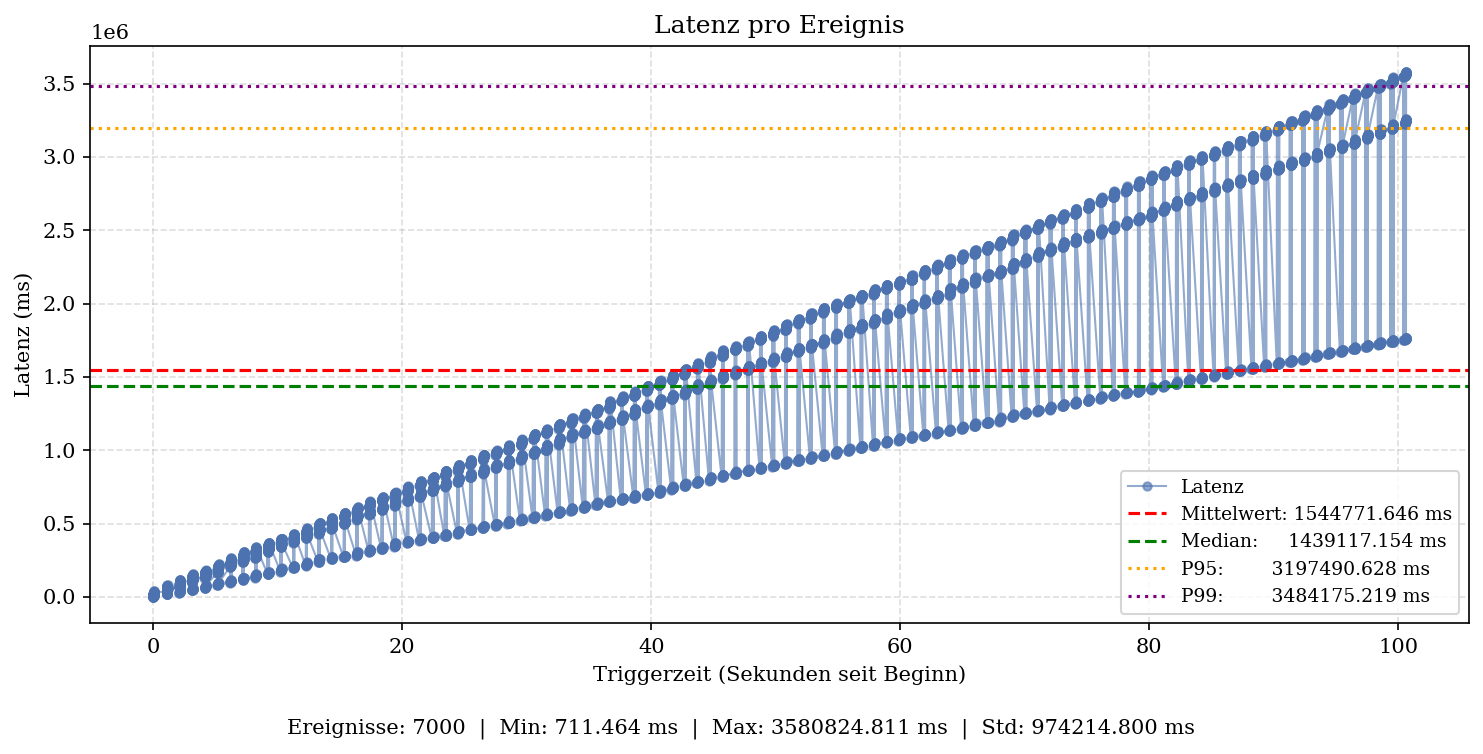 Latenz pro Ereignis
1e6
3.5
3.0
2.5
2.0
1.5
1.0
0.5
0.0
Latenz (ms)
0 20 40 60 80 100
Triggerzeit (Sekunden seit Beginn)
Latenz
Mittelwert: 1544771.646 ms
Median: 1439117.154 ms
P95: 3197490.628 ms
P99: 3484175.219 ms
Ereignisse: 7000 | Min: 711.464 ms | Max: 3580824.811 ms | Std: 974214.800 ms